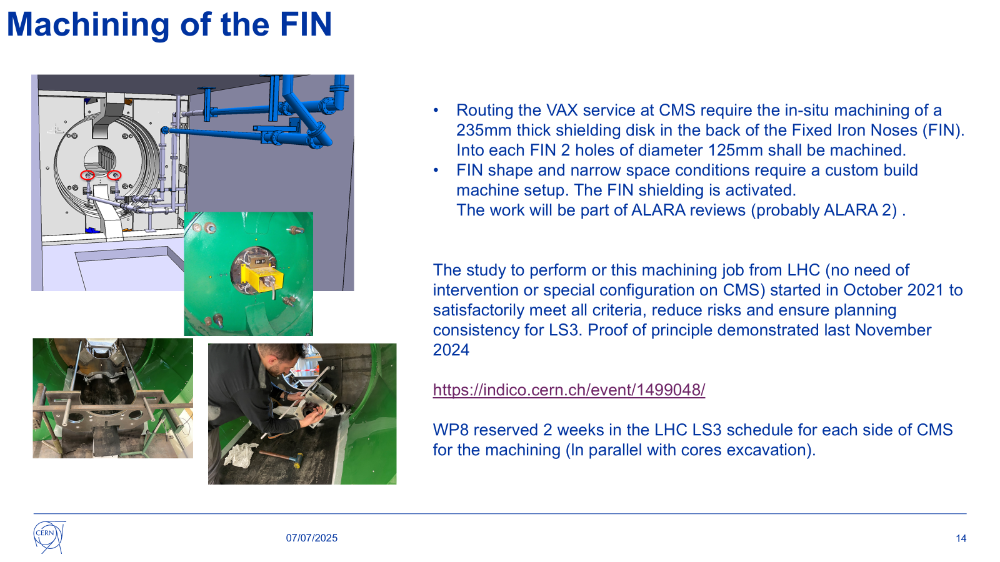 Machining of the FIN
• Routing the VAX service at CMS require the in-situ machining of a
235mm thick shielding disk in the back of the Fixed Iron Noses (FIN).
Into each FIN 2 holes of diameter 125mm shall be machined.
• FIN shape and narrow space conditions require a custom build
machine setup. The FIN shielding is activated.
The work will be part of ALARA reviews (probably ALARA 2) .
The study to perform or this machining job from LHC (no need of
intervention or special configuration on CMS) started in October 2021 to
satisfactorily meet all criteria, reduce risks and ensure planning
consistency for LS3. Proof of principle demonstrated last November
2024
https://indico.cern.ch/event/1499048/
WP8 reserved 2 weeks in the LHC LS3 schedule for each side of CMS
for the machining (In parallel with cores excavation).
CERN
07/07/2025
14